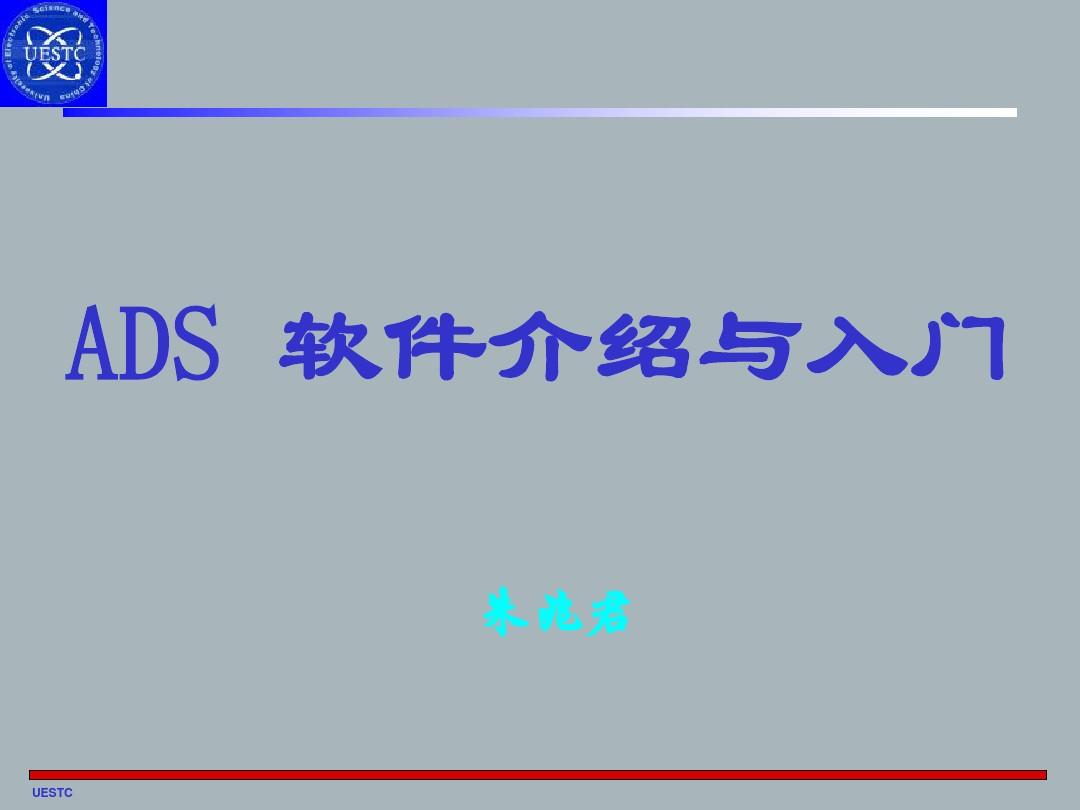 University of Electronic Science and Technology of China
UESTC
ADS 软件介绍与入门
朱兆君
UESTC